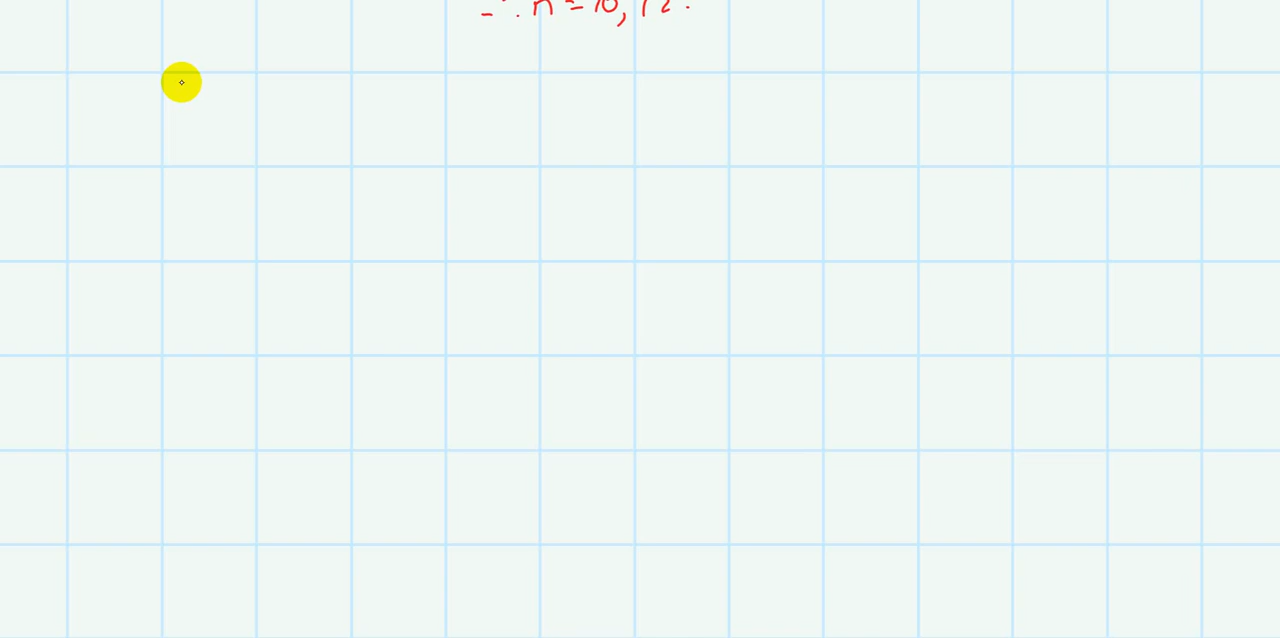 ∴ n = 10, 12.